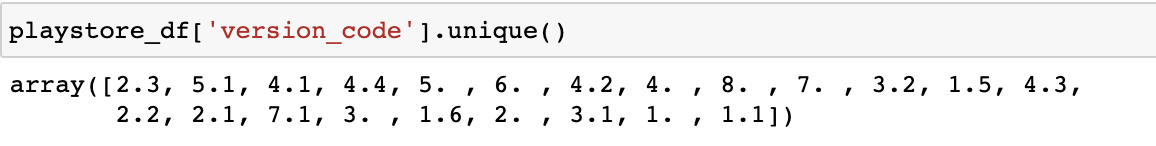 playstore_df['version_code'].unique()
array([2.3, 5.1, 4.1, 4.4, 5. , 6. , 4.2, 4. , 8. , 7. , 3.2, 1.5, 4.3,
2.2, 2.1, 7.1, 3. , 1.6, 2. , 3.1, 1. , 1.1])